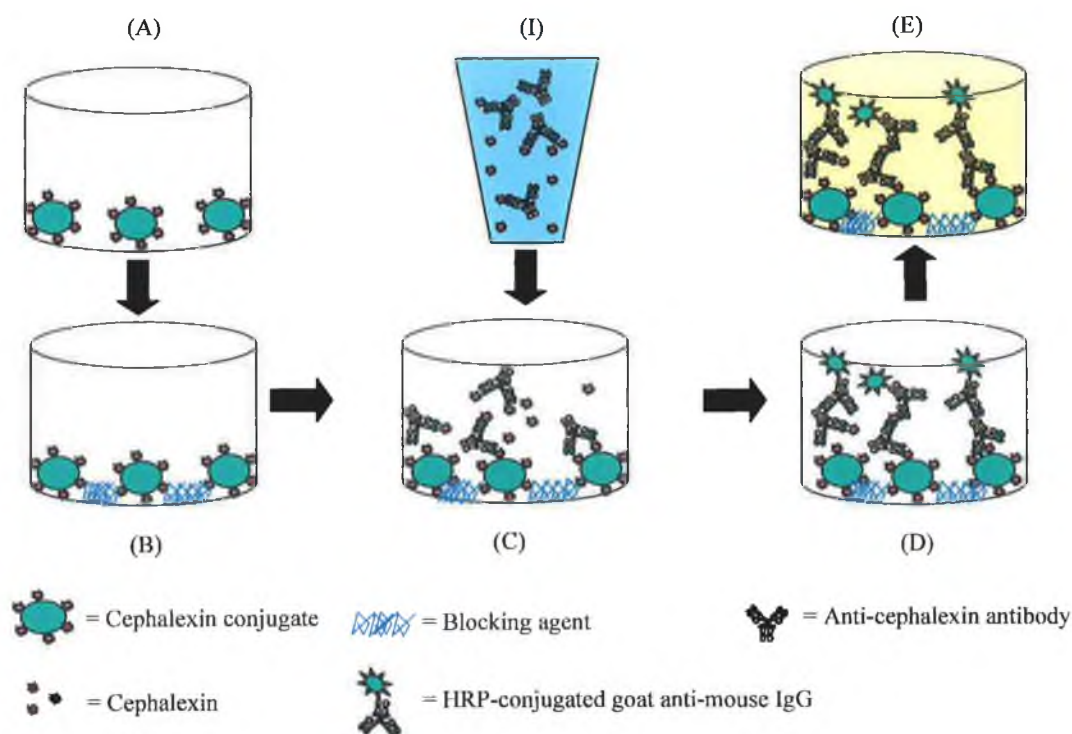 (A)
(I)
(E)
(B)
(C)
(D)
= Cephalexin conjugate
= Blocking agent
= Anti-cephalexin antibody
= Cephalexin
= HRP-conjugated goat anti-mouse IgG